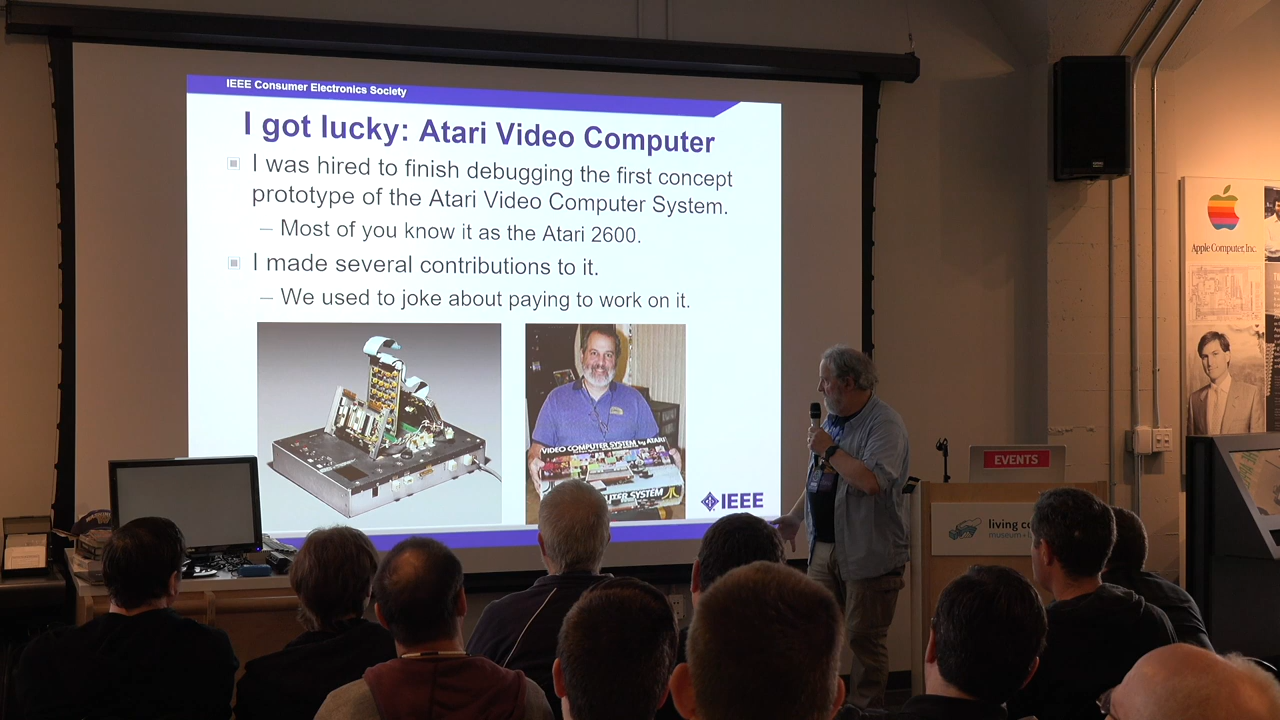 IEEE Consumer Electronics Society
I got lucky: Atari Video Computer
I was hired to finish debugging the first concept
prototype of the Atari Video Computer System.
– Most of you know it as the Atari 2600.
I made several contributions to it.
– We used to joke about paying to work on it.
VIDEO COMPUTER SYSTEM by ATARI
SYSTEM
IEEE
EVENTS
living co
museum+
Apple Computer, Inc.